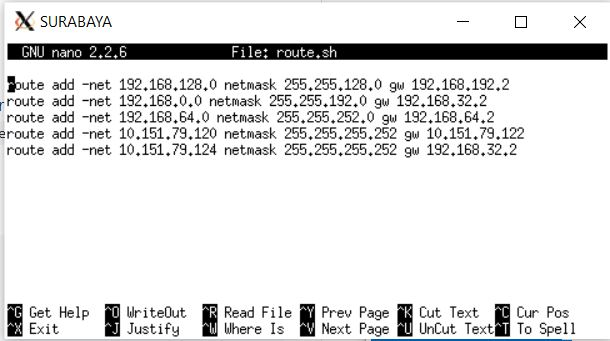 SURABAYA
GNU nano 2.2.6 File: route.sh
route add -net 192.168.128.0 netmask 255.255.128.0 gw 192.168.192.2
route add -net 192.168.0.0 netmask 255.255.192.0 gw 192.168.32.2
route add -net 192.168.64.0 netmask 255.255.252.0 gw 192.168.64.2
route add -net 10.151.79.120 netmask 255.255.255.252 gw 10.151.79.122
route add -net 10.151.79.124 netmask 255.255.255.252 gw 192.168.32.2
^G Get Help ^O WriteOut ^R Read File ^Y Prev Page ^K Cut Text ^C Cur Pos
^X Exit ^J Justify ^W Where Is ^V Next Page ^U UnCut Text ^T To Spell